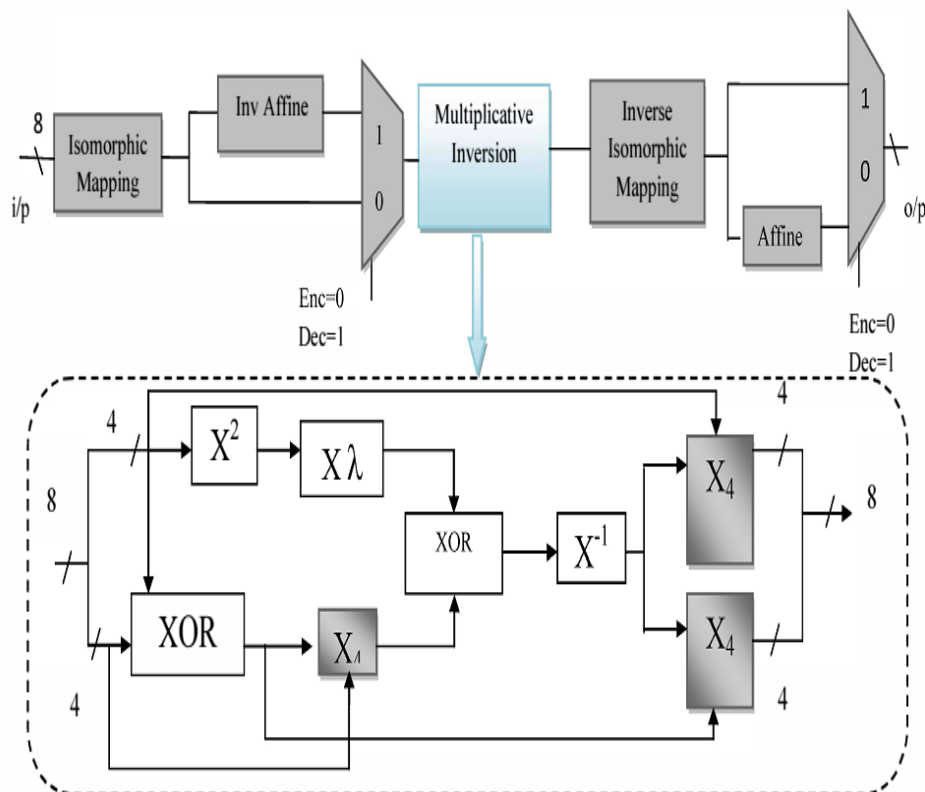 8
Isomorphic
Mapping
i/p
Inv Affine
1
0
Enc=0
Dec=1
Multiplicative
Inversion
Inverse
Isomorphic
Mapping
Affine
1
0
o/p
Enc=0
Dec=1
8
4
X²
X λ
XOR
X⁻¹
X₄
4
8
4
XOR
X₄
X₄
4